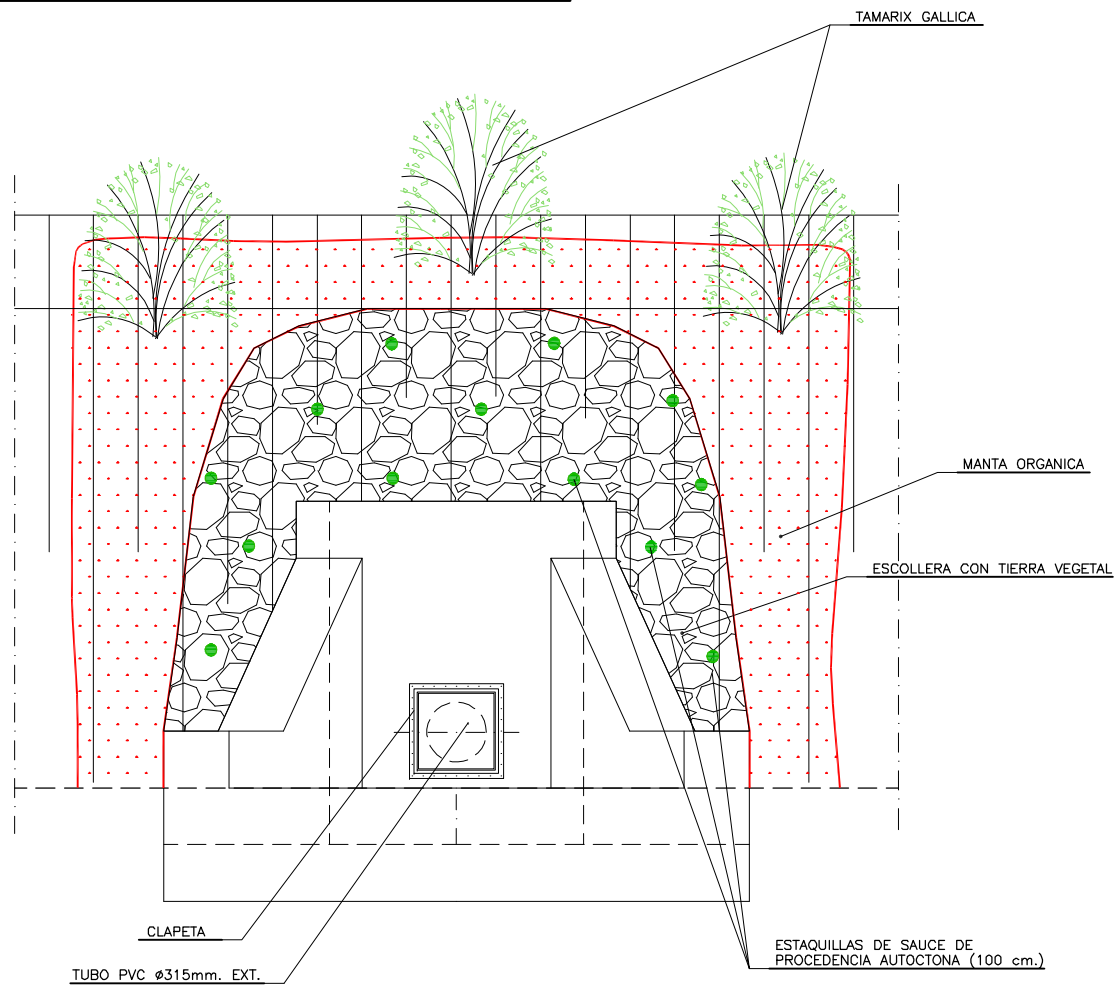 TAMARIX GALLICA
MANTA ORGANICA
ESCOLLERA CON TIERRA VEGETAL
CLAPETA
ESTAQUILLAS DE SAUCE DE
PROCEDENCIA AUTOCTONA (100 cm.)
TUBO PVC ø315mm. EXT.